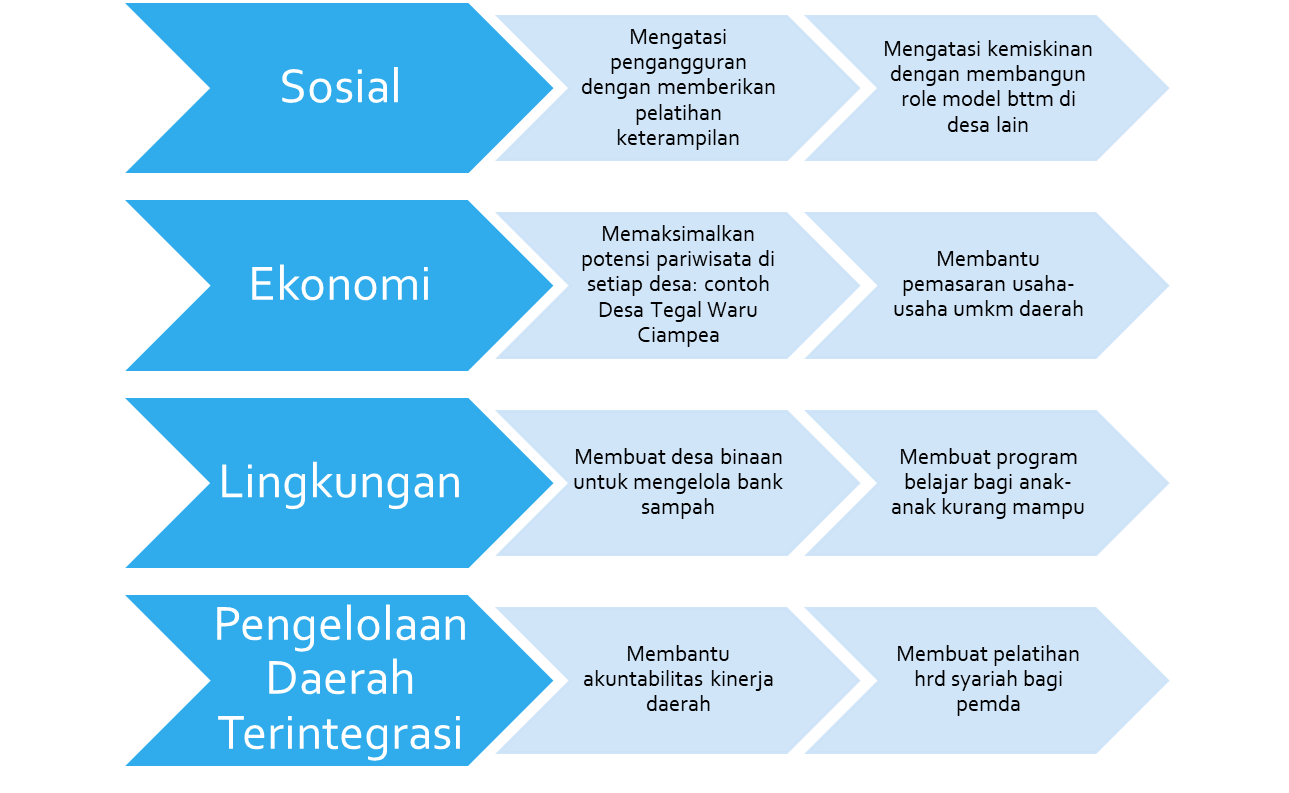 Sosial
Mengatasi
pengangguran
dengan memberikan
pelatihan
keterampilan
Mengatasi kemiskinan
dengan membangun
role model bttm di
desa lain
Ekonomi
Memaksimalkan
potensi pariwisata di
setiap desa: contoh
Desa Tegal Waru
Ciampea
Membantu
pemasaran usaha-
usaha umkm daerah
Lingkungan
Membuat desa binaan
untuk mengelola bank
sampah
Membuat program
belajar bagi anak-
anak kurang mampu
Pengelolaan
Daerah
Terintegrasi
Membantu
akuntabilitas kinerja
daerah
Membuat pelatihan
hrd syariah bagi
pemda